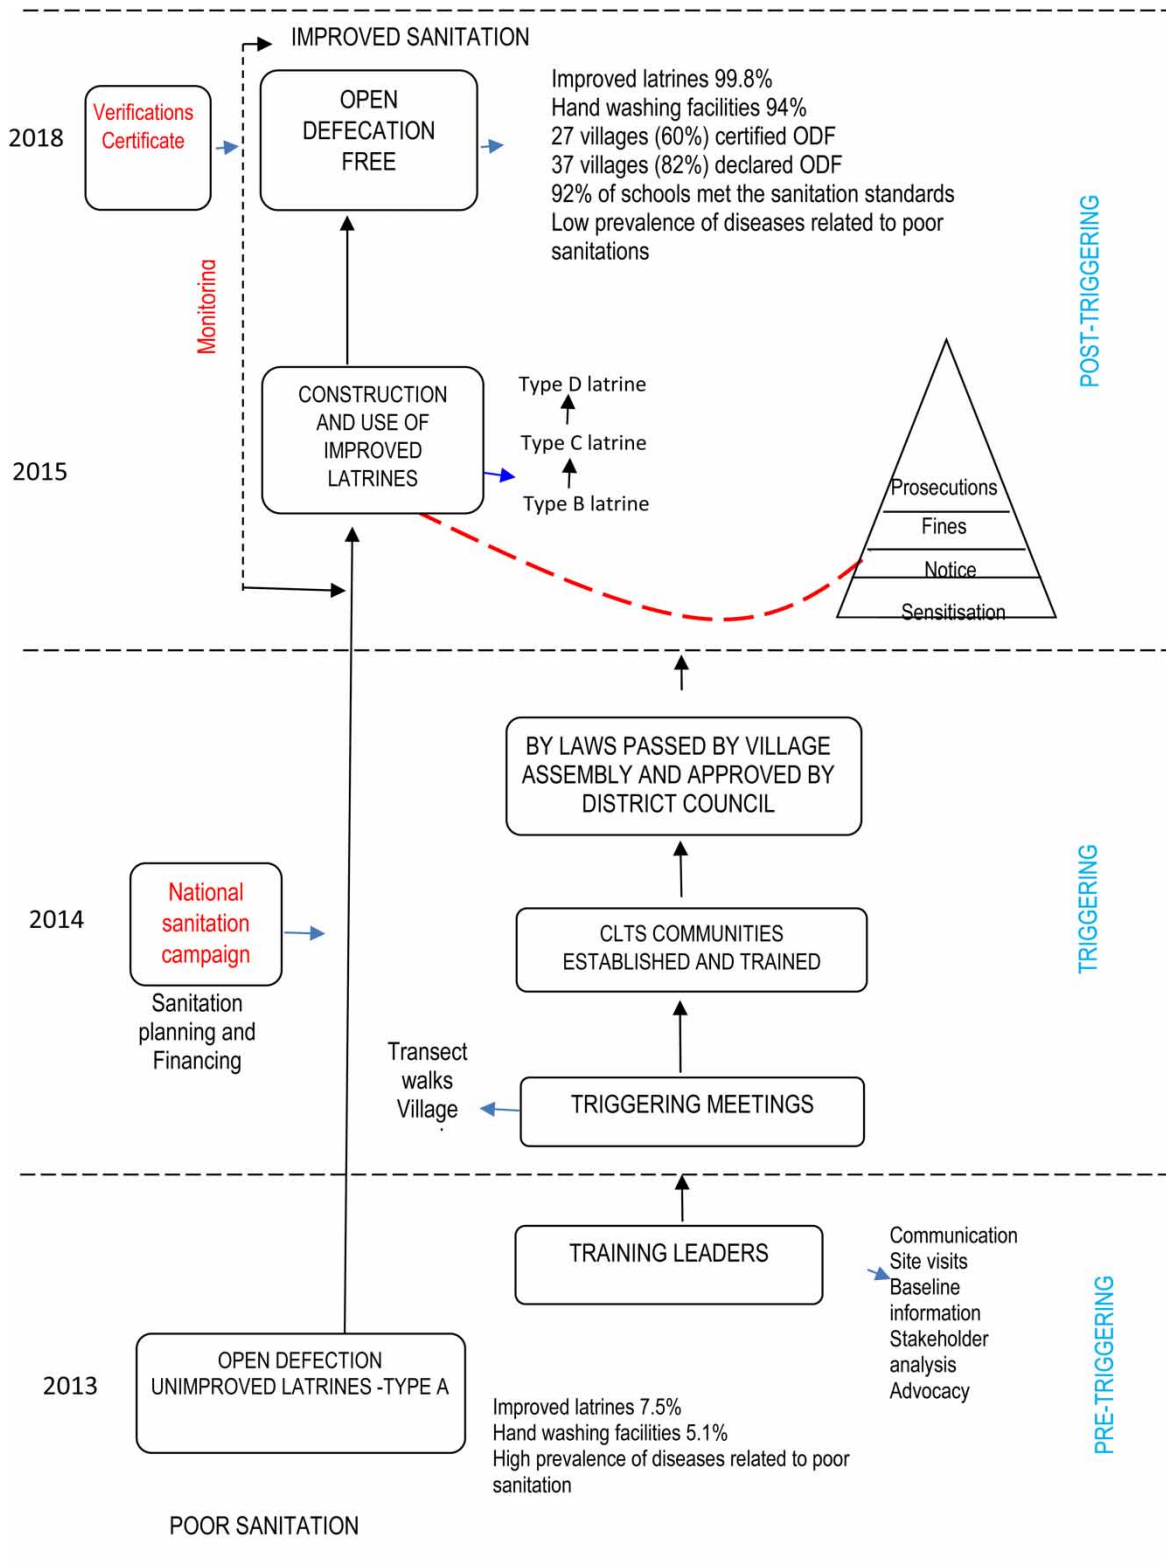 IMPROVED SANITATION
2018
Verifications
Certificate
OPEN
DEFECATION
FREE
Improved latrines 99.8%
Hand washing facilities 94%
27 villages (60%) certified ODF
37 villages (82%) declared ODF
92% of schools met the sanitation standards
Low prevalence of diseases related to poor
sanitations
POST-TRIGGERING
Monitoring
2015
CONSTRUCTION
AND USE OF
IMPROVED
LATRINES
Type D latrine
Type C latrine
Type B latrine
Prosecutions
Fines
Notice
Sensitisation
BY LAWS PASSED BY VILLAGE
ASSEMBLY AND APPROVED BY
DISTRICT COUNCIL
TRIGGERING
2014
National
sanitation
campaign
Sanitation
planning and
Financing
CLTS COMMUNITIES
ESTABLISHED AND TRAINED
Transect
walks
Village
TRIGGERING MEETINGS
TRAINING LEADERS
Communication
Site visits
Baseline
information
Stakeholder
analysis
Advocacy
PRE-TRIGGERING
2013
OPEN DEFECTION
UNIMPROVED LATRINES -TYPE A
Improved latrines 7.5%
Hand washing facilities 5.1%
High prevalence of diseases related to poor
sanitation
POOR SANITATION